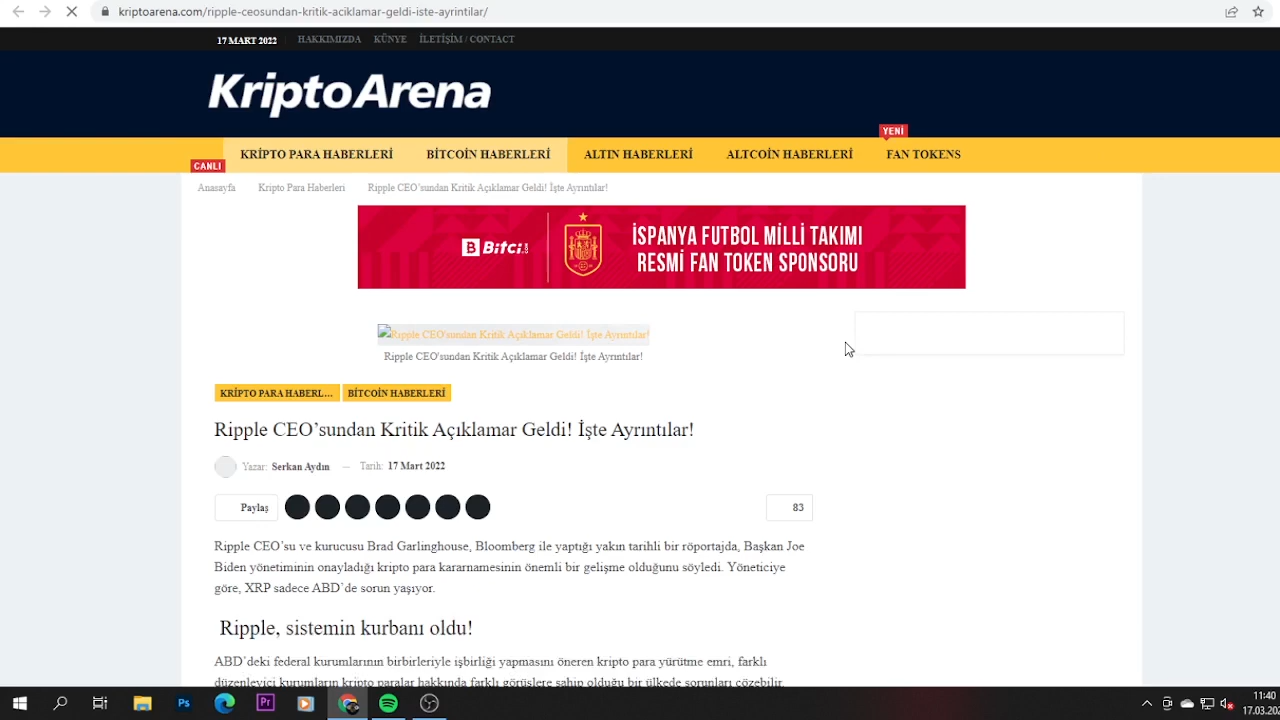 kriptoarena.com/ripple-ceosundan-kritik-aciklamar-geldi-iste-ayrintilar/
17 MART 2022 HAKKIMIZDA KÜNYE İLETİŞİM / CONTACT
KriptoArena
YENİ
CANLI KRİPTO PARA HABERLERİ BİTCOİN HABERLERİ ALTIN HABERLERİ ALTCOİN HABERLERİ FAN TOKENS
Anasayfa Kripto Para Haberleri Ripple CEO'sundan Kritik Açıklamar Geldi! İşte Ayrıntılar!
B Bitci.com
İSPANYA FUTBOL MİLLİ TAKIMI
RESMİ FAN TOKEN SPONSORU
Ripple CEO'sundan Kritik Açıklamar Geldi! İşte Ayrıntılar!
Ripple CEO'sundan Kritik Açıklamar Geldi! İşte Ayrıntılar!
KRİPTO PARA HABERL... BİTCOİN HABERLERİ
Ripple CEO'sundan Kritik Açıklamar Geldi! İşte Ayrıntılar!
Yazar: Serkan Aydın — Tarih: 17 Mart 2022
Paylaş 83
Ripple CEO'su ve kurucusu Brad Garlinghouse, Bloomberg ile yaptığı yakın tarihli bir röportajda, Başkan Joe
Biden yönetiminin onayladığı kripto para kararnamesinin önemli bir gelişme olduğunu söyledi. Yöneticiye
göre, XRP sadece ABD'de sorun yaşıyor.
Ripple, sistemin kurbanı oldu!
ABD'deki federal kurumlarının birbirleriyle işbirliği yapmasını öneren kripto para yürütme emri, farklı
düzenleyici kurumların kripto paralar hakkında farklı görüşlere sahip olduğu bir ülkede sorunları çözebilir.
Ps Pr
11:40
17.03.202